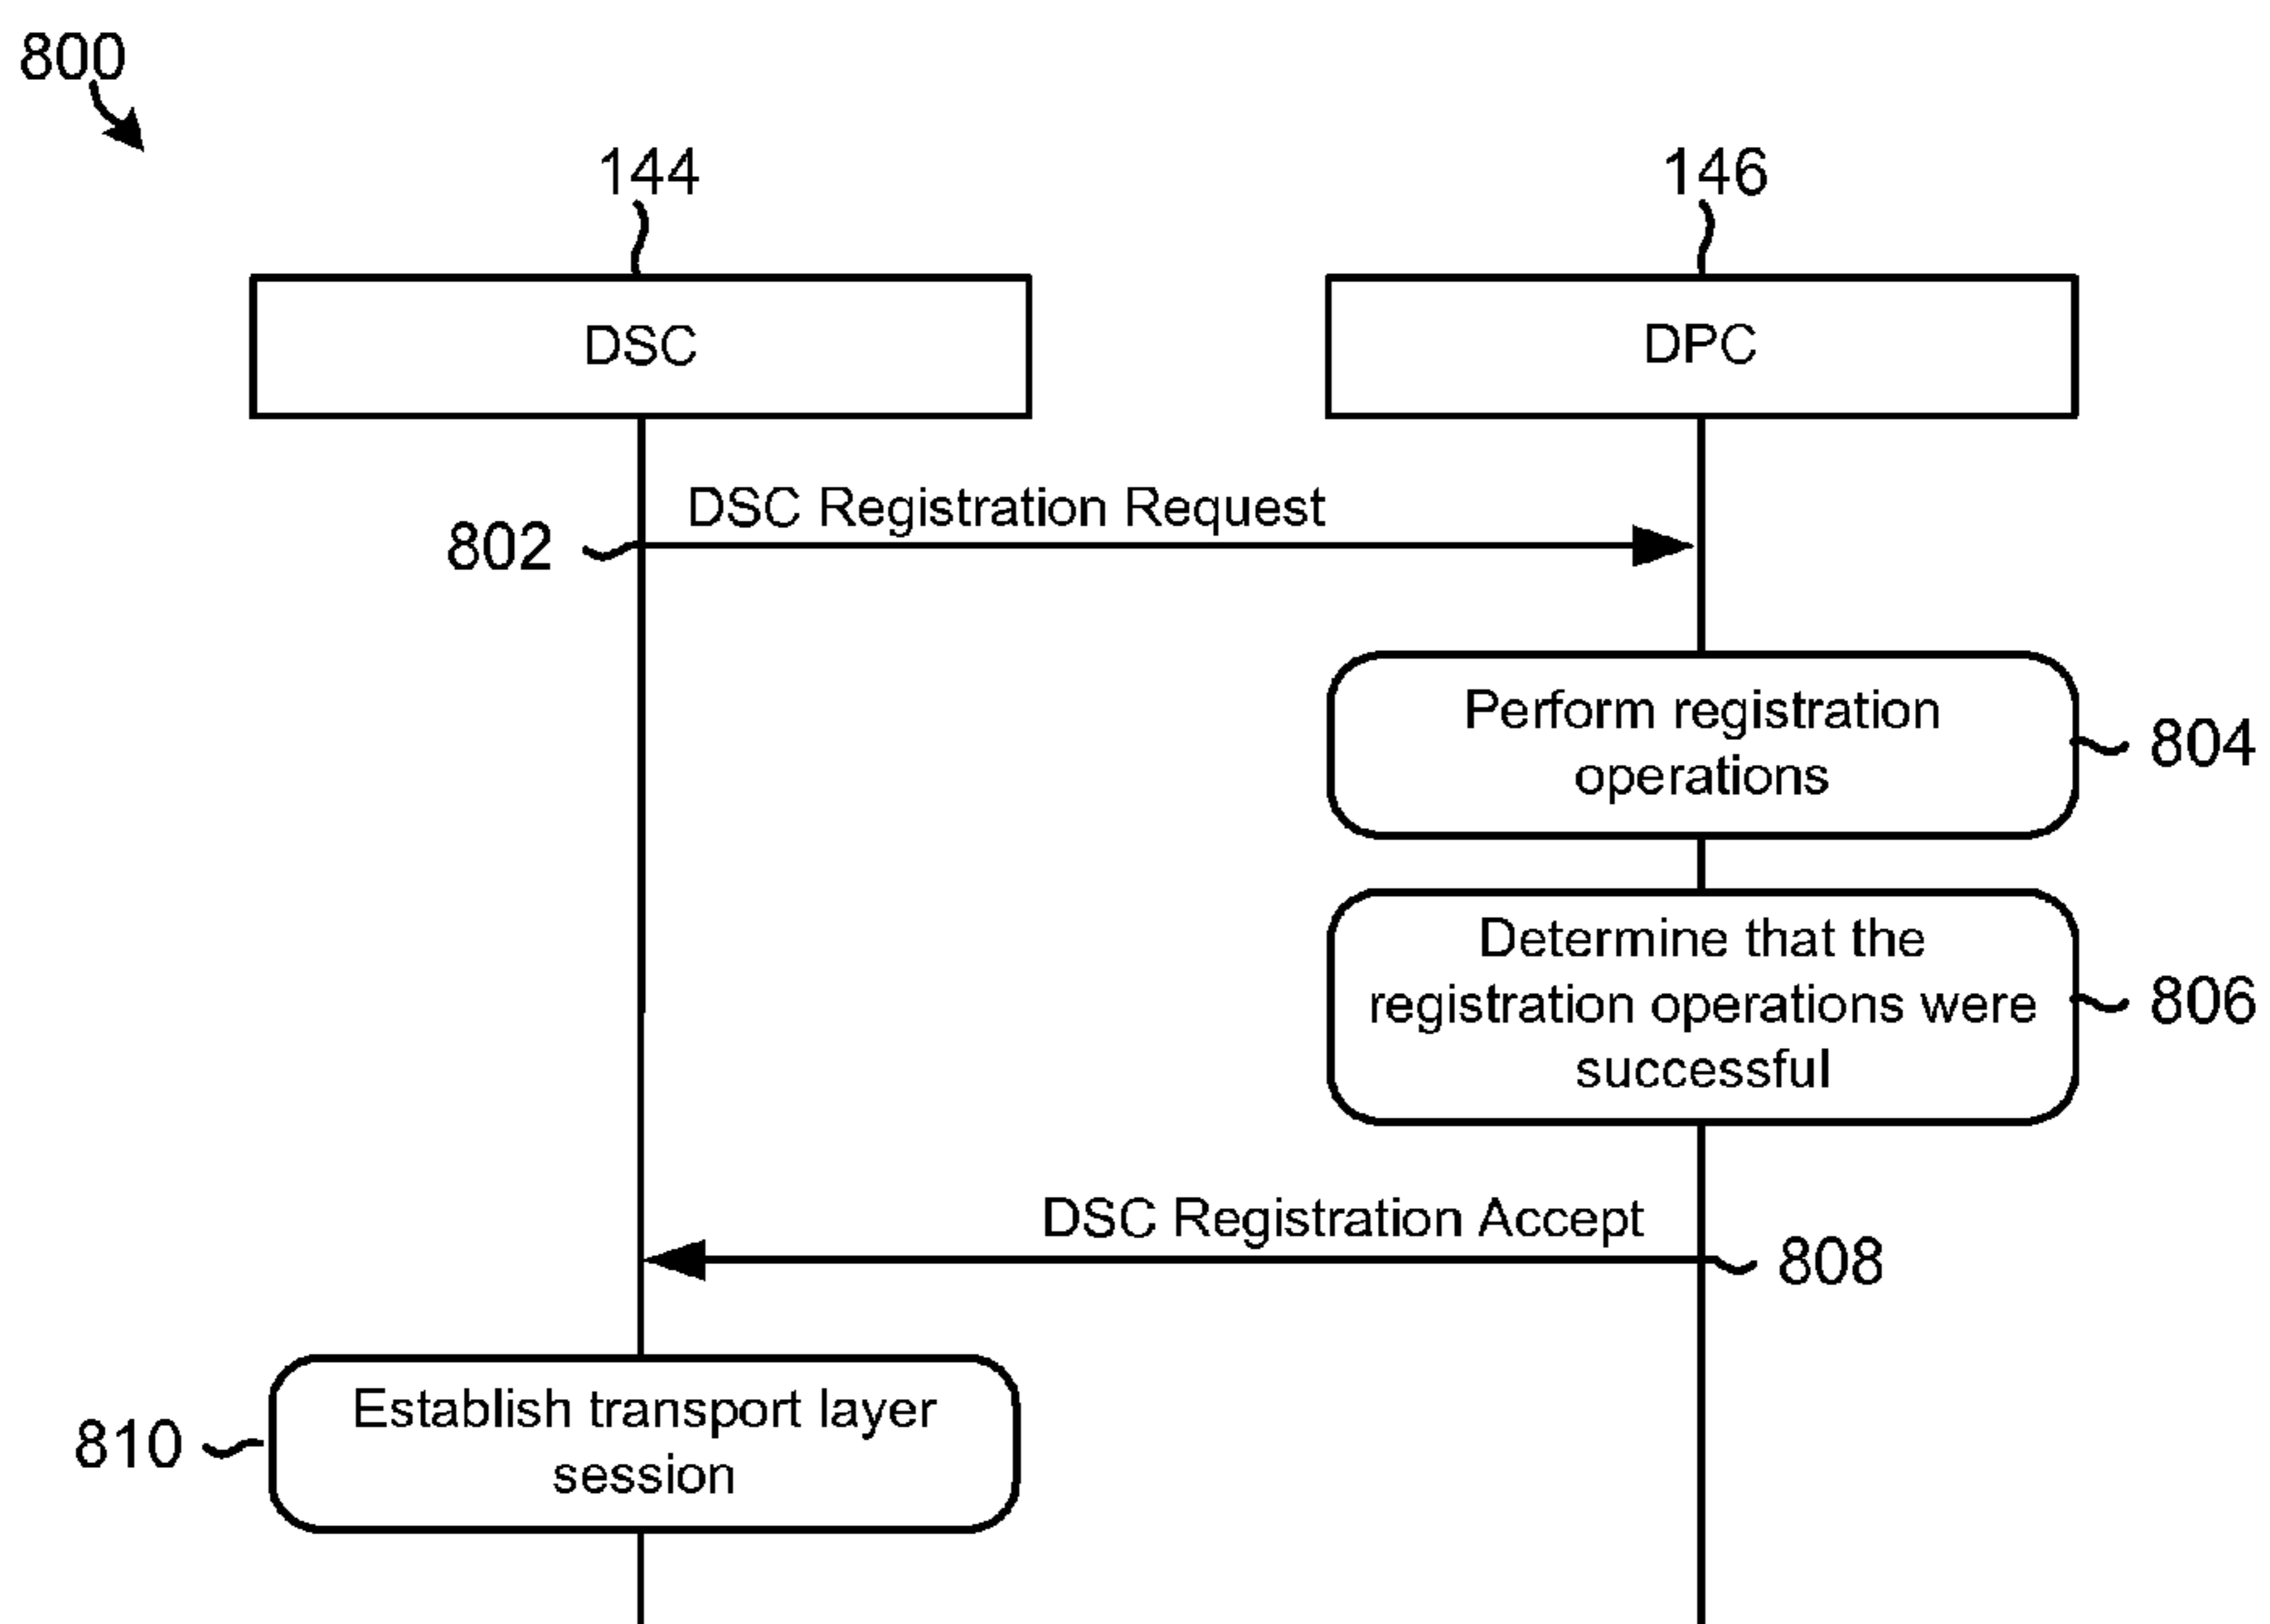 800
144
146
DSC
DPC
DSC Registration Request
802
Perform registration
operations
804
Determine that the
registration operations were
successful
806
DSC Registration Accept
808
Establish transport layer
session
810